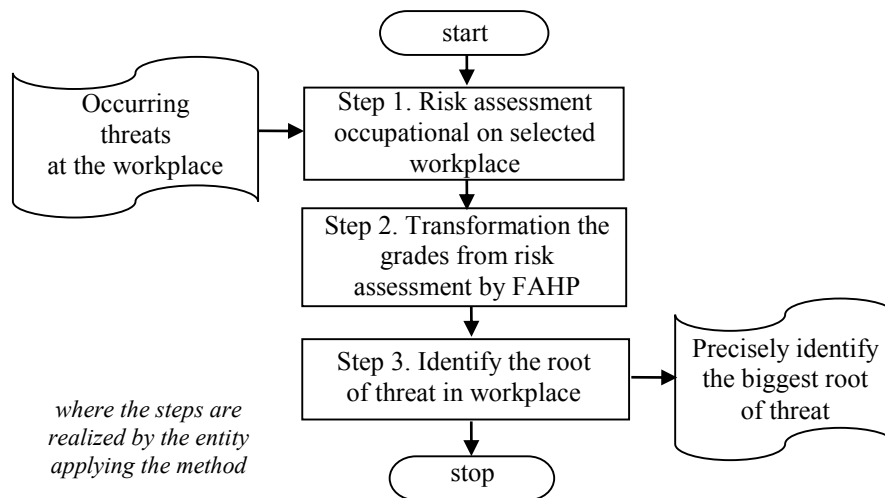 start
Occurring
threats
at the workplace
Step 1. Risk assessment
occupational on selected
workplace
Step 2. Transformation the
grades from risk
assessment by FAHP
Step 3. Identify the root
of threat in workplace
Precisely identify
the biggest root
of threat
where the steps are
realized by the entity
applying the method
stop